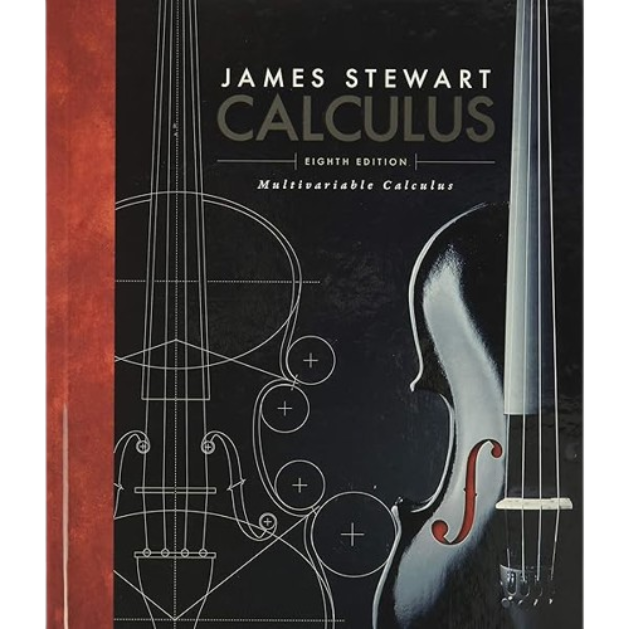 JAMES STEWART
CALCULUS
EIGHTH EDITION
Multivariable Calculus